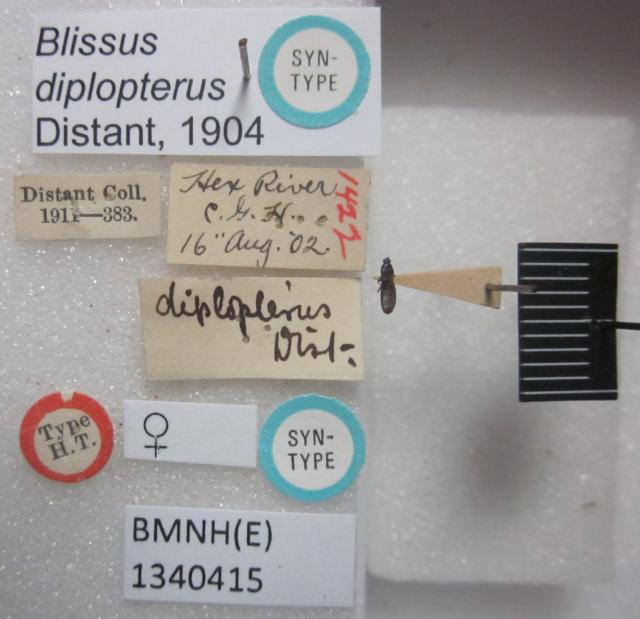 Blissus
diplopterus
Distant, 1904
SYN-
TYPE
Distant Coll.
1911—383.
Hex River
C.G.H.
16" Aug. '02.
1422
diplopterus
Dist.
Type
H.T.
♀
SYN-
TYPE
BMNH(E)
1340415